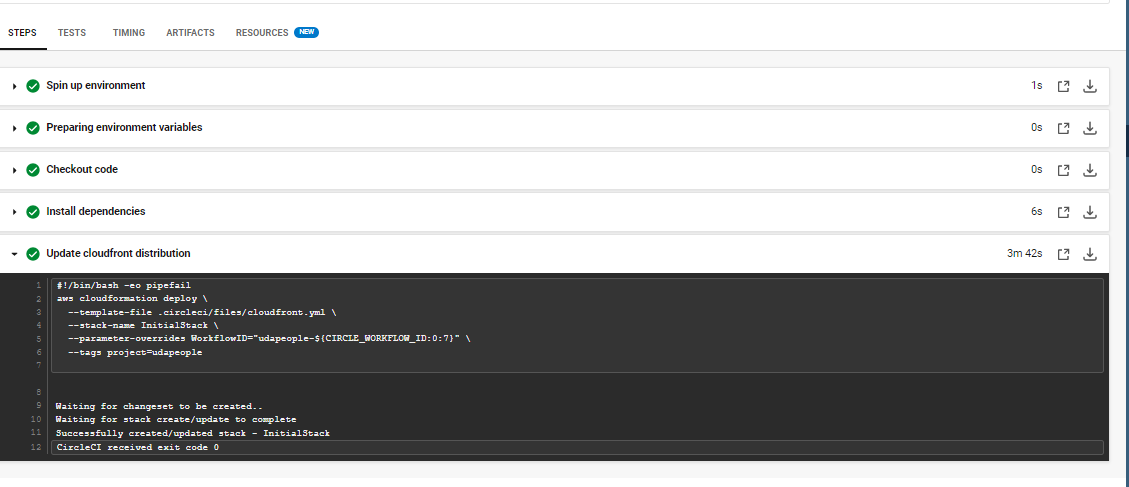 STEPS TESTS TIMING ARTIFACTS RESOURCES NEW
Spin up environment 1s
Preparing environment variables 0s
Checkout code 0s
Install dependencies 6s
Update cloudfront distribution 3m 42s
1 #!/bin/bash -eo pipefail
2 aws cloudformation deploy \
3 --template-file .circleci/files/cloudfront.yml \
4 --stack-name InitialStack \
5 --parameter-overrides WorkflowID="udapeople-${CIRCLE_WORKFLOW_ID:0:7}" \
6 --tags project=udapeople
7
8
9 Waiting for changeset to be created..
10 Waiting for stack create/update to complete
11 Successfully created/updated stack - InitialStack
12 CircleCI received exit code 0